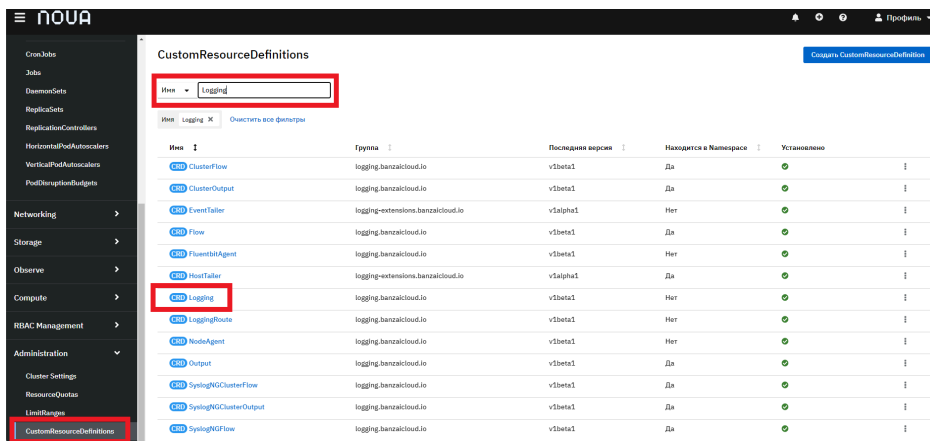 NOVA
Профиль
CronJobs
Jobs
DaemonSets
ReplicaSets
ReplicationControllers
HorizontalPodAutoscalers
VerticalPodAutoscalers
PodDisruptionBudgets
Networking
Storage
Observe
Compute
RBAC Management
Administration
Cluster Settings
ResourceQuotas
LimitRanges
CustomResourceDefinitions
CustomResourceDefinitions
Создать CustomResourceDefinition
Имя Logging
Имя Logging X Очистить все фильтры
Имя Группа Последняя версия Находится в Namespace Установлено
CRD ClusterFlow logging.banzaicloud.io v1beta1 Да
CRD ClusterOutput logging.banzaicloud.io v1beta1 Да
CRD EventTailer logging-extensions.banzaicloud.io v1alpha1 Нет
CRD Flow logging.banzaicloud.io v1beta1 Да
CRD FluentbitAgent logging.banzaicloud.io v1beta1 Нет
CRD HostTailer logging-extensions.banzaicloud.io v1alpha1 Да
CRD Logging logging.banzaicloud.io v1beta1 Нет
CRD LoggingRoute logging.banzaicloud.io v1beta1 Нет
CRD NodeAgent logging.banzaicloud.io v1beta1 Нет
CRD Output logging.banzaicloud.io v1beta1 Да
CRD SyslogNGClusterFlow logging.banzaicloud.io v1beta1 Да
CRD SyslogNGClusterOutput logging.banzaicloud.io v1beta1 Да
CRD SyslogNGFlow logging.banzaicloud.io v1beta1 Да